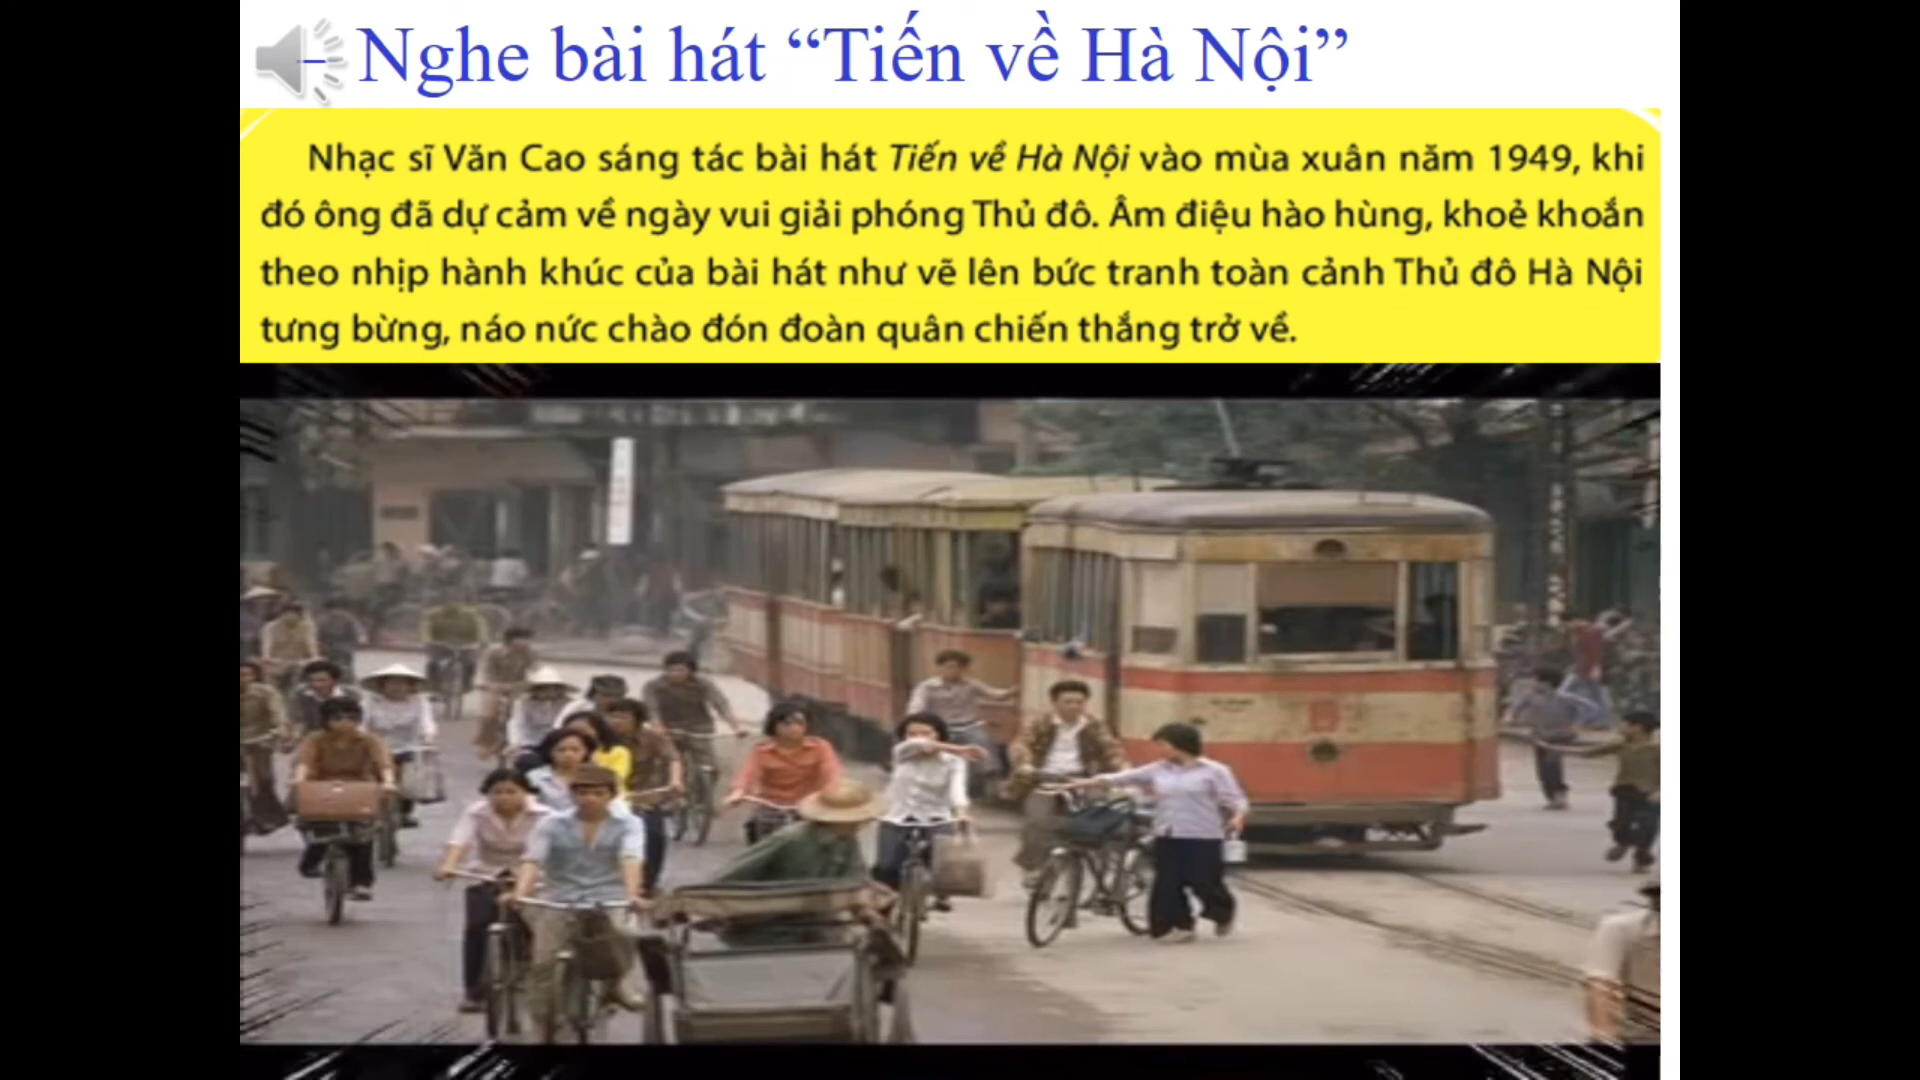 Nghe bài hát “Tiến về Hà Nội”
Nhạc sĩ Văn Cao sáng tác bài hát Tiến về Hà Nội vào mùa xuân năm 1949, khi
đó ông đã dự cảm về ngày vui giải phóng Thủ đô. Âm điệu hào hùng, khoẻ khoắn
theo nhịp hành khúc của bài hát như vẽ lên bức tranh toàn cảnh Thủ đô Hà Nội
tưng bừng, náo nức chào đón đoàn quân chiến thắng trở về.